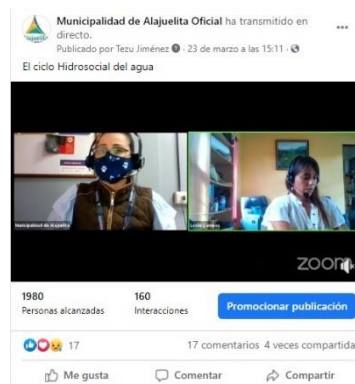 Municipalidad de Alajuelita Oficial ha transmitido en
directo.
Publicado por Tezu Jiménez · 23 de marzo a las 15:11 ·
El ciclo Hidrosocial del agua
Municipalidad de Alajuelita
zoom
1980
Personas alcanzadas
160
Interacciones
Promocionar publicación
17
17 comentarios 4 veces compartida
Me gusta
Comentar
Compartir